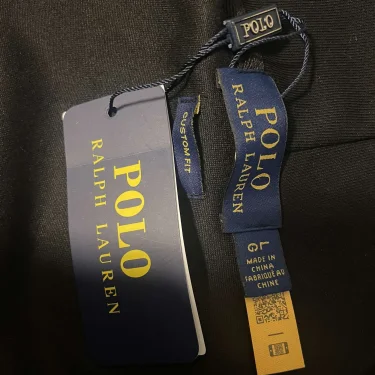 POLO
POLO
RALPH LAUREN
CUSTOM FIT
POLO
RALPH LAUREN
G L
MADE IN
CHINA
FABRIQUÉ AU
CHINE